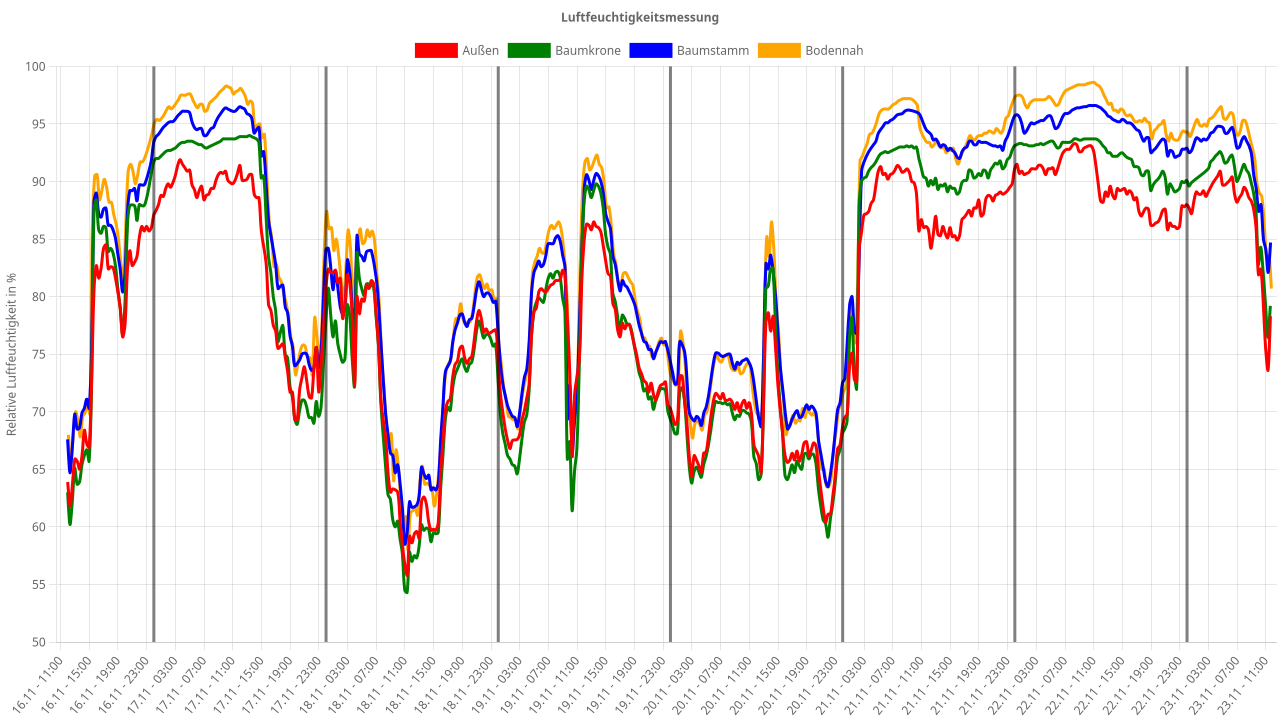 Luftfeuchtigkeitsmessung
Außen Baumkrone Baumstamm Bodennah
Relative Luftfeuchtigkeit in %
100
95
90
85
80
75
70
65
60
55
50
16.11 - 11:00
16.11 - 15:00
16.11 - 19:00
16.11 - 23:00
17.11 - 03:00
17.11 - 07:00
17.11 - 11:00
17.11 - 15:00
17.11 - 19:00
17.11 - 23:00
18.11 - 03:00
18.11 - 07:00
18.11 - 11:00
18.11 - 15:00
18.11 - 19:00
18.11 - 23:00
19.11 - 03:00
19.11 - 07:00
19.11 - 11:00
19.11 - 15:00
19.11 - 19:00
19.11 - 23:00
20.11 - 03:00
20.11 - 07:00
20.11 - 11:00
20.11 - 15:00
20.11 - 19:00
20.11 - 23:00
21.11 - 03:00
21.11 - 07:00
21.11 - 11:00
21.11 - 15:00
21.11 - 19:00
21.11 - 23:00
22.11 - 03:00
22.11 - 07:00
22.11 - 11:00
22.11 - 15:00
22.11 - 19:00
22.11 - 23:00
23.11 - 03:00
23.11 - 07:00
23.11 - 11:00